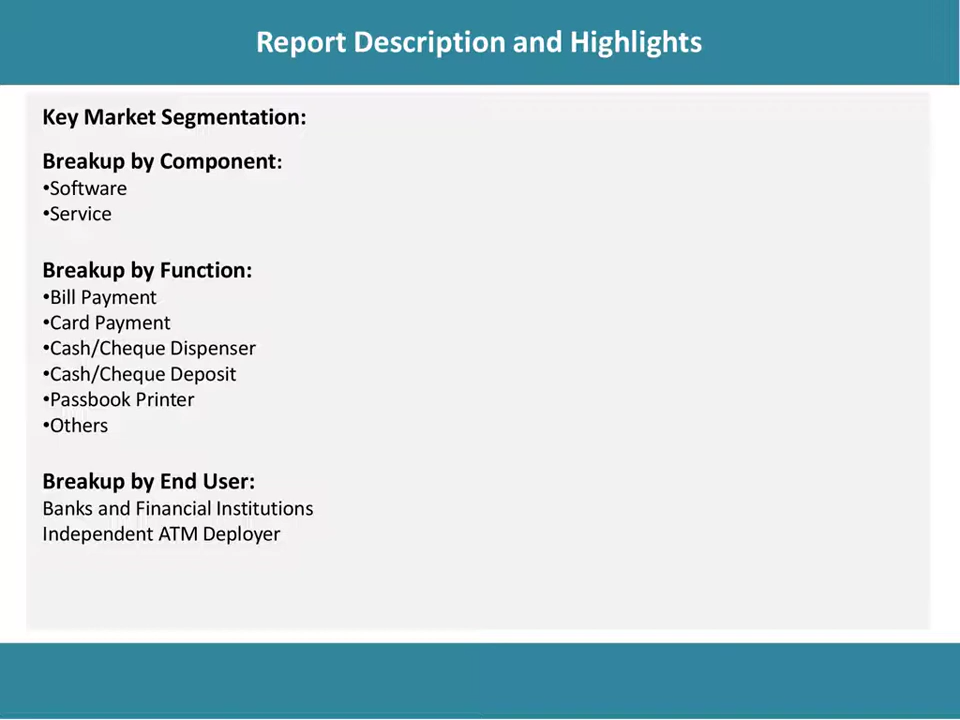 Report Description and Highlights
Key Market Segmentation:
Breakup by Component:
•Software
•Service
Breakup by Function:
•Bill Payment
•Card Payment
•Cash/Cheque Dispenser
•Cash/Cheque Deposit
•Passbook Printer
•Others
Breakup by End User:
Banks and Financial Institutions
Independent ATM Deployer